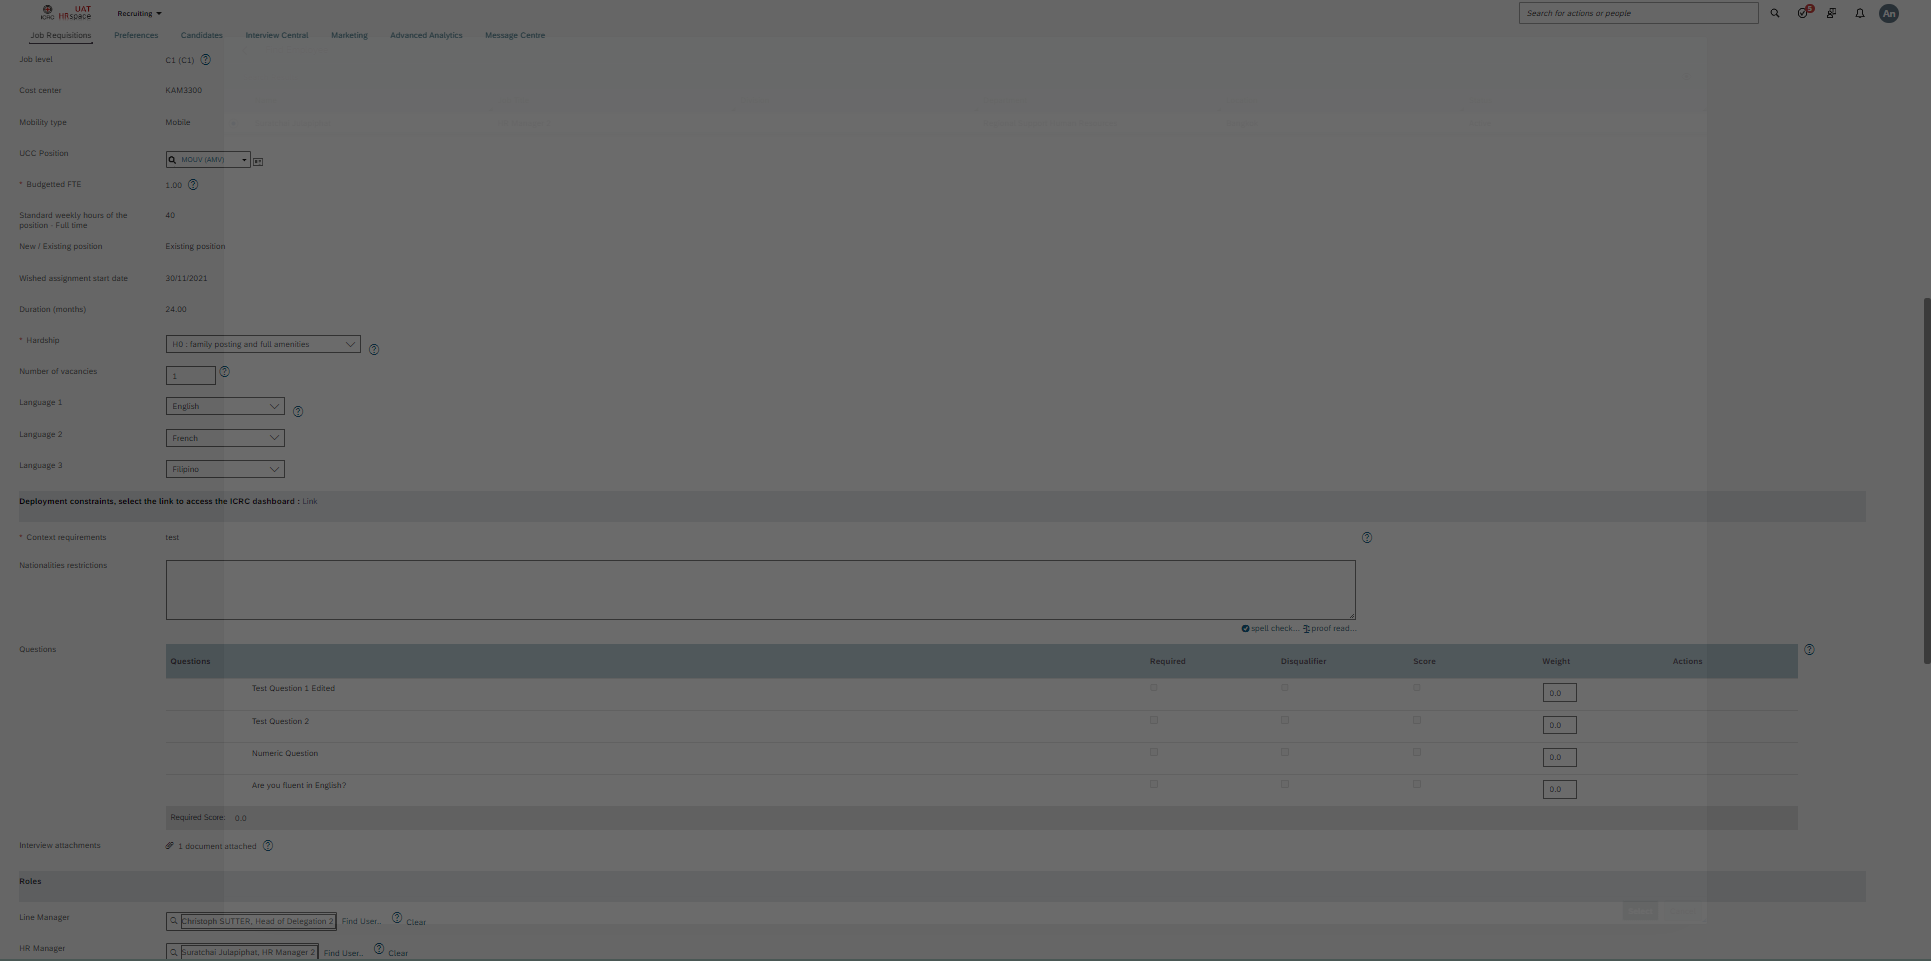 ICRC
UAT
HRspace
Recruiting
Search for actions or people
5
An
Job Requisitions
Preferences
Candidates
Interview Central
Marketing
Advanced Analytics
Message Centre
Job level
C1 (C1)
Cost center
KAM3300
Mobility type
Mobile
UCC Position
MOUV (AMV)
* Budgetted FTE
1.00
Standard weekly hours of the
position - Full time
40
New / Existing position
Existing position
Wished assignment start date
30/11/2021
Duration (months)
24.00
* Hardship
H0 : family posting and full amenities
Number of vacancies
1
Language 1
English
Language 2
French
Language 3
Filipino
Deployment constraints, select the link to access the ICRC dashboard : Link
* Context requirements
test
Nationalities restrictions
spell check... proof read...
Questions
Questions
Required
Disqualifier
Score
Weight
Actions
Test Question 1 Edited
0.0
Test Question 2
0.0
Numeric Question
0.0
Are you fluent in English?
0.0
Required Score: 0.0
Interview attachments
1 document attached
Roles
Line Manager
Christoph SUTTER, Head of Delegation 2
Find User...
Clear
HR Manager
Suratchai Julapiphat, HR Manager 2
Find User...
Clear